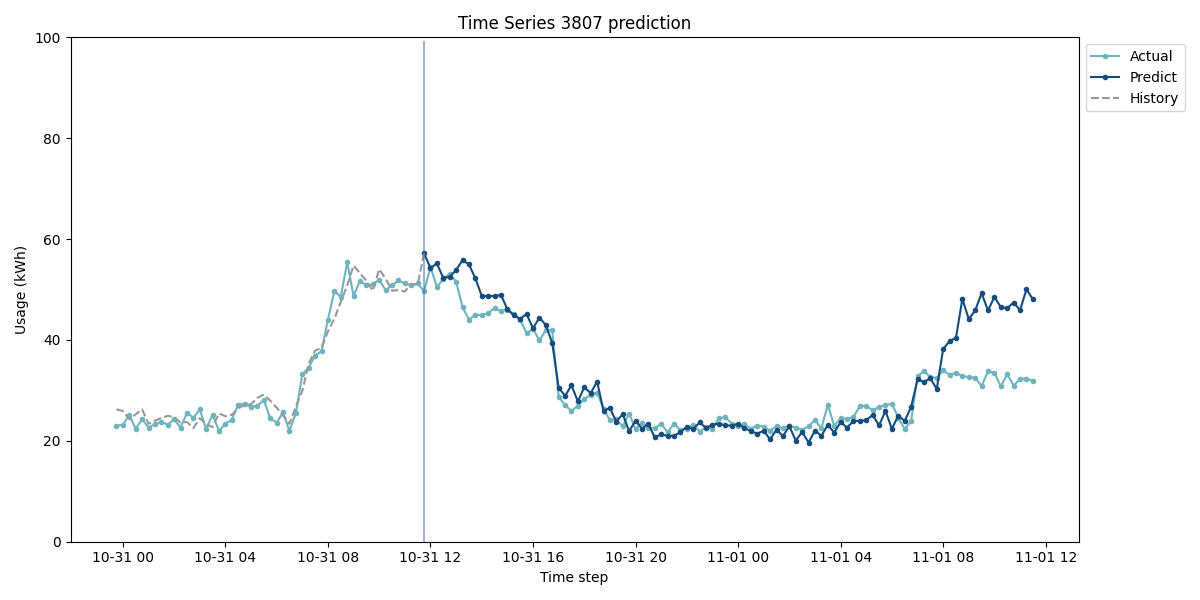 Time Series 3807 prediction
Usage (kWh)
100
80
60
40
20
0
10-31 00
10-31 04
10-31 08
10-31 12
10-31 16
10-31 20
11-01 00
11-01 04
11-01 08
11-01 12
Time step
Actual
Predict
History